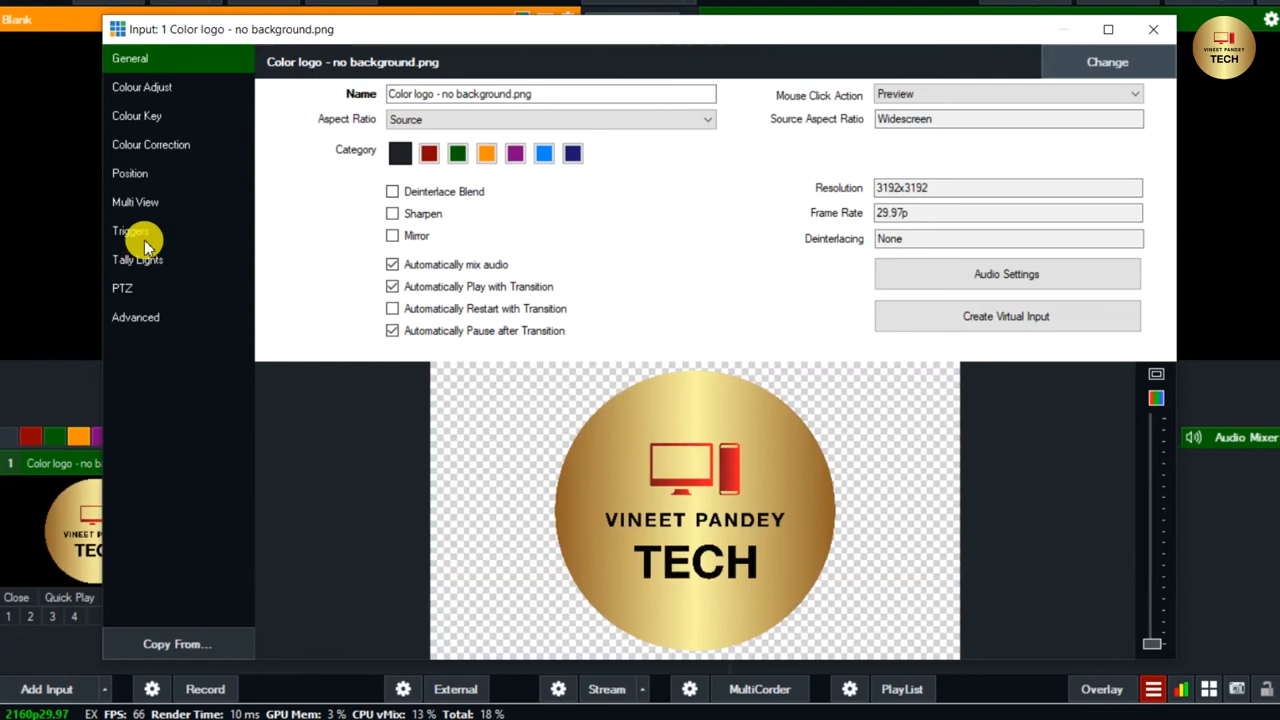 Blank
Input: 1 Color logo - no background.png
VINEET PANDEY
TECH
General
Colour Adjust
Colour Key
Colour Correction
Position
Multi View
Triggers
Tally Lights
PTZ
Advanced
Copy From...
Color logo - no background.png
Change
Name
Color logo - no background.png
Mouse Click Action
Preview
Aspect Ratio
Source
Source Aspect Ratio
Widescreen
Category
Deinterlace Blend
Sharpen
Mirror
Automatically mix audio
Automatically Play with Transition
Automatically Restart with Transition
Automatically Pause after Transition
Resolution
3192x3192
Frame Rate
29.97p
Deinterlacing
None
Audio Settings
Create Virtual Input
VINEET PANDEY
TECH
1 Color logo - no b
VINEET P
TEC
Close Quick Play
1 2 3 4
Audio Mixer
Add Input
Record
External
Stream
MultiCorder
PlayList
Overlay
2160p29.97 EX FPS: 66 Render Time: 10 ms GPU Mem: 3 % CPU vMix: 13 % Total: 18 %